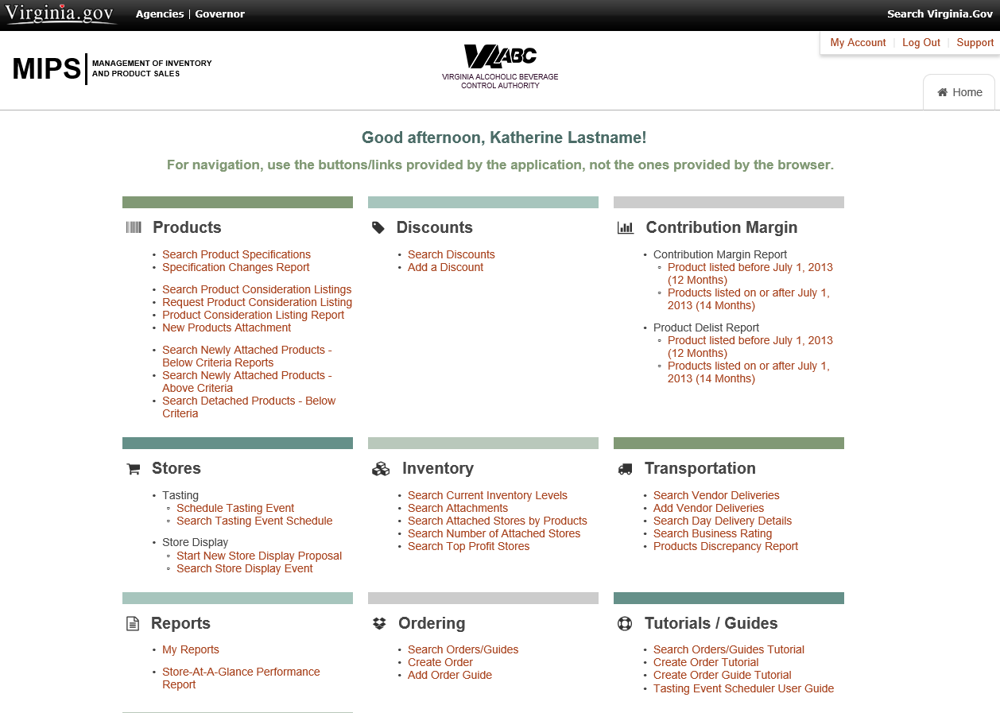 Virginia.gov Agencies | Governor Search Virginia.Gov
My Account | Log Out | Support
MIPS MANAGEMENT OF INVENTORY
AND PRODUCT SALES
VA ABC
VIRGINIA ALCOHOLIC BEVERAGE
CONTROL AUTHORITY
Home
Good afternoon, Katherine Lastname!
For navigation, use the buttons/links provided by the application, not the ones provided by the browser.
Products
• Search Product Specifications
• Specification Changes Report
• Search Product Consideration Listings
• Request Product Consideration Listing
• Product Consideration Listing Report
• New Products Attachment
• Search Newly Attached Products -
Below Criteria Reports
• Search Newly Attached Products -
Above Criteria
• Search Detached Products - Below
Criteria
Discounts
• Search Discounts
• Add a Discount
Contribution Margin
• Contribution Margin Report
◦ Product listed before July 1, 2013
(12 Months)
◦ Products listed on or after July 1,
2013 (14 Months)
• Product Delist Report
◦ Product listed before July 1, 2013
(12 Months)
◦ Products listed on or after July 1,
2013 (14 Months)
Stores
• Tasting
◦ Schedule Tasting Event
◦ Search Tasting Event Schedule
• Store Display
◦ Start New Store Display Proposal
◦ Search Store Display Event
Inventory
• Search Current Inventory Levels
• Search Attachments
• Search Attached Stores by Products
• Search Number of Attached Stores
• Search Top Profit Stores
Transportation
• Search Vendor Deliveries
• Add Vendor Deliveries
• Search Day Delivery Details
• Search Business Rating
• Products Discrepancy Report
Reports
• My Reports
• Store-At-A-Glance Performance
Report
Ordering
• Search Orders/Guides
• Create Order
• Add Order Guide
Tutorials / Guides
• Search Orders/Guides Tutorial
• Create Order Tutorial
• Create Order Guide Tutorial
• Tasting Event Scheduler User Guide